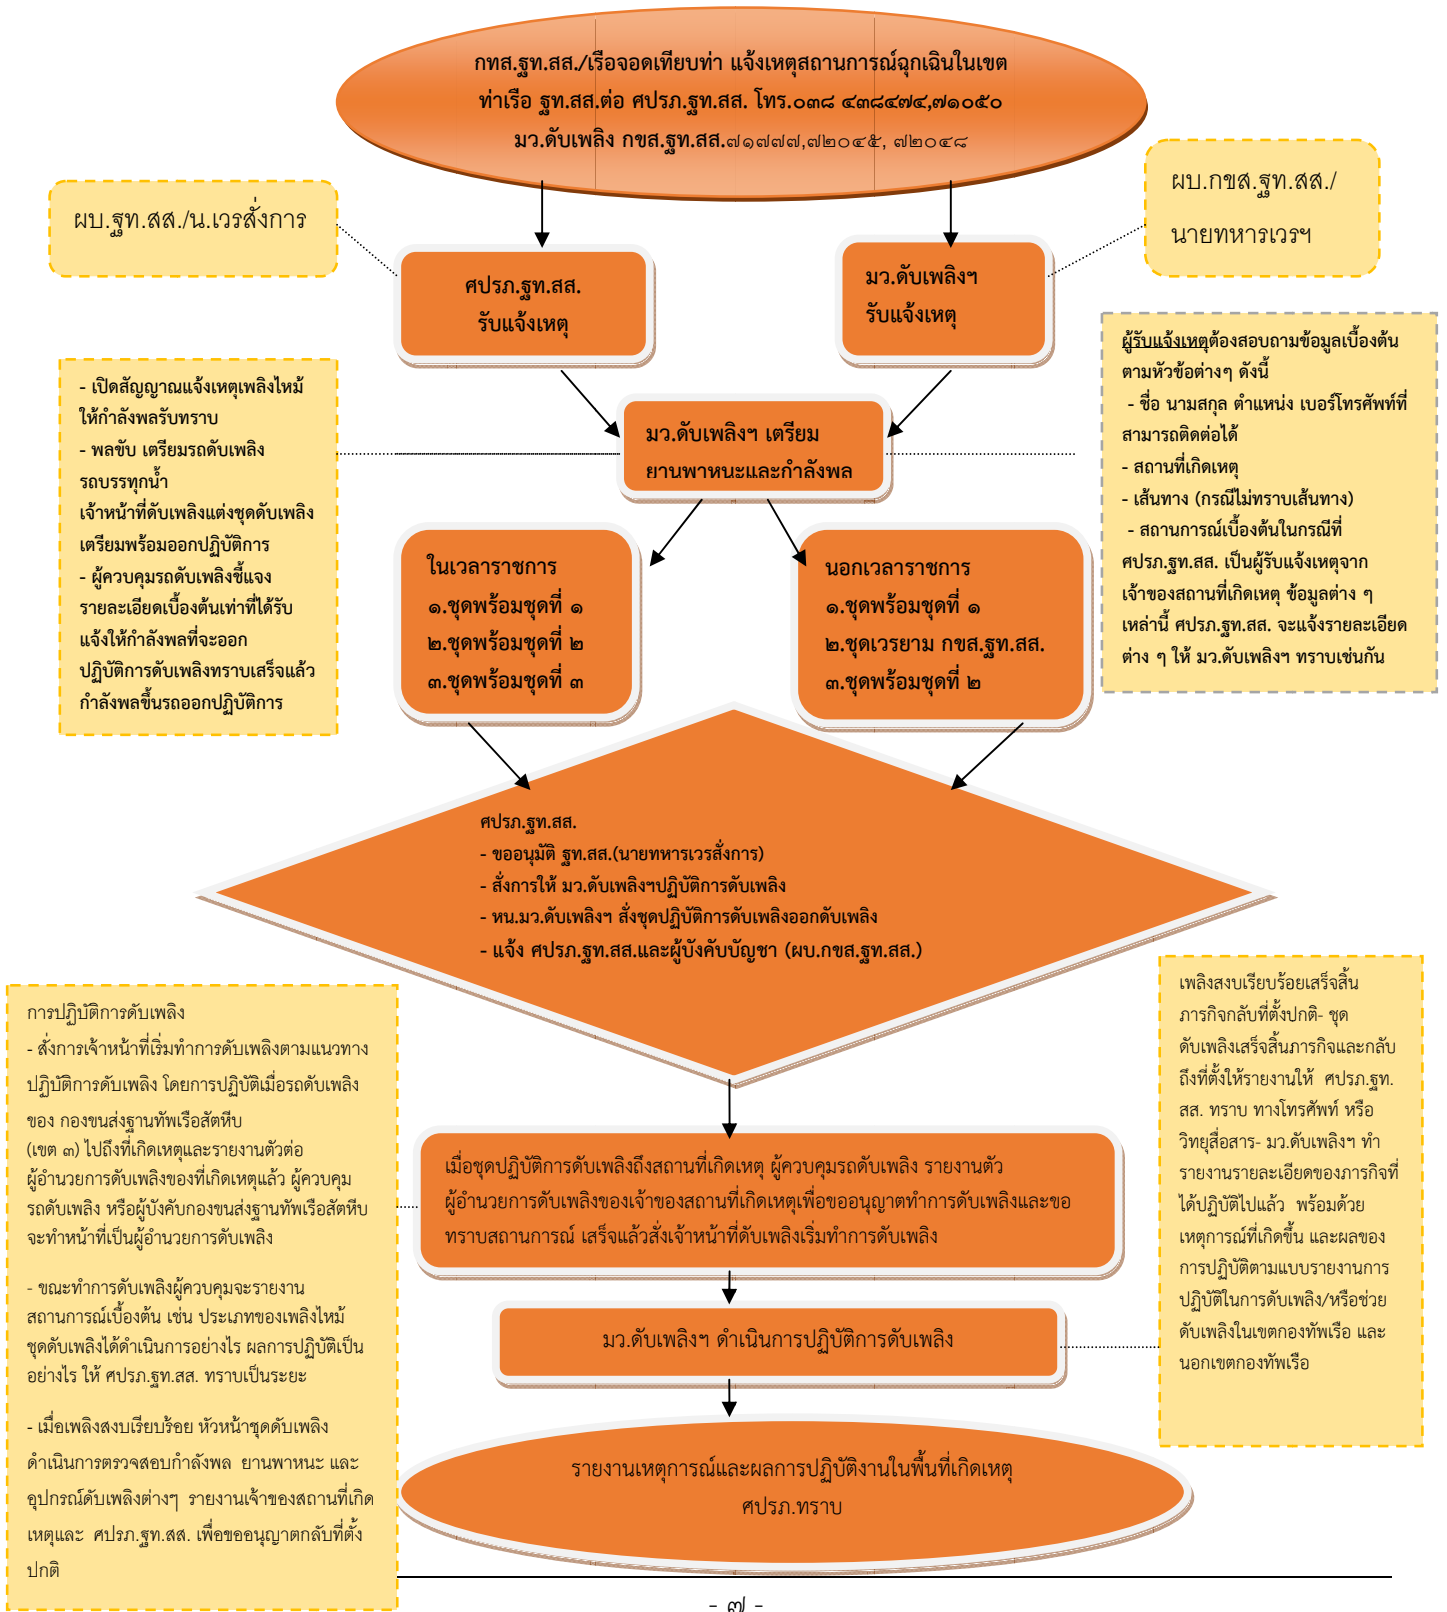 กทส.ฐท.สส./เรือจอดเทียบท่า แจ้งเหตุสถานการณ์ฉุกเฉินในเขต
ท่าเรือ ฐท.สส.ต่อ ศปรภ.ฐท.สส. โทร.๐๓๘ ๔๓๘๔๗๔,๗๑๐๕๐
มว.ดับเพลิง กขส.ฐท.สส.๗๑๗๗๗,๗๒๐๔๕, ๗๒๐๔๘
ผบ.ฐท.สส./น.เวรสั่งการ
ผบ.กขส.ฐท.สส./
นายทหารเวรฯ
ศปรภ.ฐท.สส.
รับแจ้งเหตุ
มว.ดับเพลิงฯ
รับแจ้งเหตุ
- เปิดสัญญาณแจ้งเหตุเพลิงไหม้
ให้กำลังพลรับทราบ
- พลขับ เตรียมรถดับเพลิง
รถบรรทุกน้ำ
เจ้าหน้าที่ดับเพลิงแต่งชุดดับเพลิง
เตรียมพร้อมออกปฏิบัติการ
- ผู้ควบคุมรถดับเพลิงชี้แจง
รายละเอียดเบื้องต้นเท่าที่ได้รับ
แจ้งให้กำลังพลที่จะออก
ปฏิบัติการดับเพลิงทราบเสร็จแล้ว
กำลังพลขึ้นรถออกปฏิบัติการ
มว.ดับเพลิงฯ เตรียม
ยานพาหนะและกำลังพล
ผู้รับแจ้งเหตุต้องสอบถามข้อมูลเบื้องต้น
ตามหัวข้อต่างๆ ดังนี้
- ชื่อ นามสกุล ตำแหน่ง เบอร์โทรศัพท์ที่
สามารถติดต่อได้
- สถานที่เกิดเหตุ
- เส้นทาง (กรณีไม่ทราบเส้นทาง)
- สถานการณ์เบื้องต้นในกรณีที่
ศปรภ.ฐท.สส. เป็นผู้รับแจ้งเหตุจาก
เจ้าของสถานที่เกิดเหตุ ข้อมูลต่าง ๆ
เหล่านี้ ศปรภ.ฐท.สส. จะแจ้งรายละเอียด
ต่าง ๆ ให้ มว.ดับเพลิงฯ ทราบเช่นกัน
ในเวลาราชการ
๑.ชุดพร้อมชุดที่ ๑
๒.ชุดพร้อมชุดที่ ๒
๓.ชุดพร้อมชุดที่ ๓
นอกเวลาราชการ
๑.ชุดพร้อมชุดที่ ๑
๒.ชุดเวรยาม กขส.ฐท.สส.
๓.ชุดพร้อมชุดที่ ๒
ศปรภ.ฐท.สส.
- ขออนุมัติ ฐท.สส.(นายทหารเวรสั่งการ)
- สั่งการให้ มว.ดับเพลิงฯปฏิบัติการดับเพลิง
- หน.มว.ดับเพลิงฯ สั่งชุดปฏิบัติการดับเพลิงออกดับเพลิง
- แจ้ง ศปรภ.ฐท.สส.และผู้บังคับบัญชา (ผบ.กขส.ฐท.สส.)
การปฏิบัติการดับเพลิง
- สั่งการเจ้าหน้าที่เริ่มทำการดับเพลิงตามแนวทาง
ปฏิบัติการดับเพลิง โดยการปฏิบัติเมื่อรถดับเพลิง
ของ กองขนส่งฐานทัพเรือสัตหีบ
(เขต ๓) ไปถึงที่เกิดเหตุและรายงานตัวต่อ
ผู้อำนวยการดับเพลิงของที่เกิดเหตุแล้ว ผู้ควบคุม
รถดับเพลิง หรือผู้บังคับกองขนส่งฐานทัพเรือสัตหีบ
จะทำหน้าที่เป็นผู้อำนวยการดับเพลิง
- ขณะทำการดับเพลิงผู้ควบคุมจะรายงาน
สถานการณ์เบื้องต้น เช่น ประเภทของเพลิงไหม้
ชุดดับเพลิงได้ดำเนินการอย่างไร ผลการปฏิบัติเป็น
อย่างไร ให้ ศปรภ.ฐท.สส. ทราบเป็นระยะ
- เมื่อเพลิงสงบเรียบร้อย หัวหน้าชุดดับเพลิง
ดำเนินการตรวจสอบกำลังพล ยานพาหนะ และ
อุปกรณ์ดับเพลิงต่างๆ รายงานเจ้าของสถานที่เกิด
เหตุและ ศปรภ.ฐท.สส. เพื่อขออนุญาตกลับที่ตั้ง
ปกติ
เพลิงสงบเรียบร้อยเสร็จสิ้น
ภารกิจกลับที่ตั้งปกติ- ชุด
ดับเพลิงเสร็จสิ้นภารกิจและกลับ
ถึงที่ตั้งให้รายงานให้ ศปรภ.ฐท.
สส. ทราบ ทางโทรศัพท์ หรือ
วิทยุสื่อสาร- มว.ดับเพลิงฯ ทำ
รายงานรายละเอียดของภารกิจที่
ได้ปฏิบัติไปแล้ว พร้อมด้วย
เหตุการณ์ที่เกิดขึ้น และผลของ
การปฏิบัติตามแบบรายงานการ
ปฏิบัติในการดับเพลิง/หรือช่วย
ดับเพลิงในเขตกองทัพเรือ และ
นอกเขตกองทัพเรือ
เมื่อชุดปฏิบัติการดับเพลิงถึงสถานที่เกิดเหตุ ผู้ควบคุมรถดับเพลิง รายงานตัว
ผู้อำนวยการดับเพลิงของเจ้าของสถานที่เกิดเหตุเพื่อขออนุญาตทำการดับเพลิงและขอ
ทราบสถานการณ์ เสร็จแล้วสั่งเจ้าหน้าที่ดับเพลิงเริ่มทำการดับเพลิง
มว.ดับเพลิงฯ ดำเนินการปฏิบัติการดับเพลิง
รายงานเหตุการณ์และผลการปฏิบัติงานในพื้นที่เกิดเหตุ
ศปรภ.ทราบ
- ๗ -